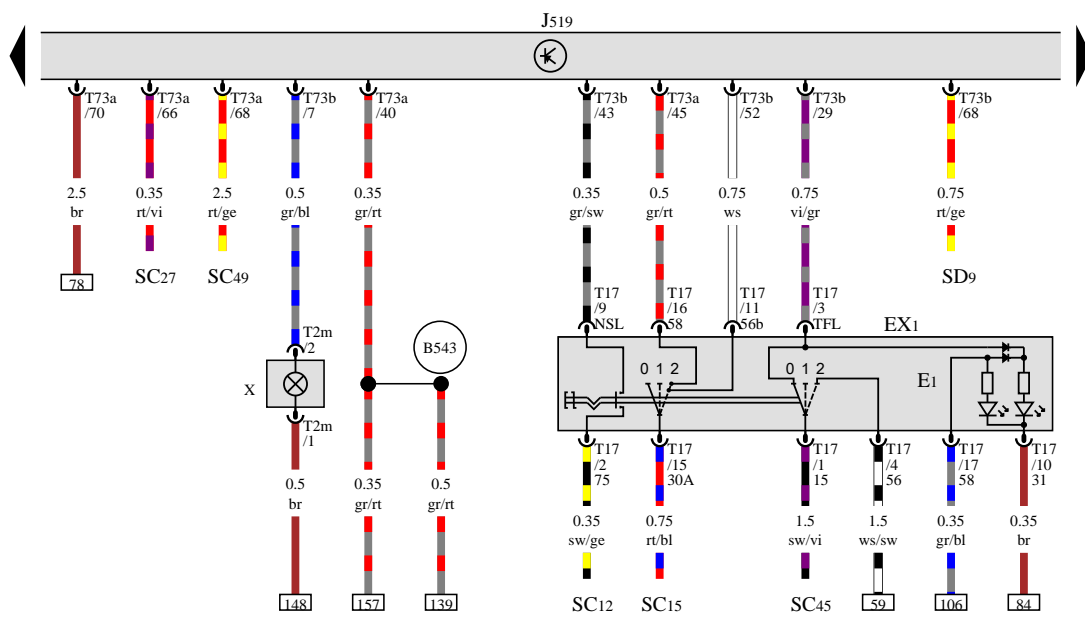 J519
T73a T73a T73a T73b T73a T73b T73a T73b T73b T73b
/70 /66 /68 /7 /40 /43 /45 /52 /29 /68
2.5 0.35 2.5 0.5 0.35 0.35 0.5 0.75 0.75 0.75
br rt/vi rt/ge gr/bl gr/rt gr/sw gr/rt ws vi/gr rt/ge
78 SC27 SC49 SD9
T17 T17 T17 T17
/9 /16 /11 /3
NSL 58 56b TFL EX1
T2m
/2
B543
0 1 2 0 1 2
X E1
T2m
/1
T17 T17 T17 T17 T17 T17
/2 /15 /1 /4 /17 /10
75 30A 15 56 58 31
0.5 0.35 0.5
br gr/rt gr/rt
0.35 0.75 1.5 1.5 0.35 0.35
sw/ge rt/bl sw/vi ws/sw gr/bl br
148 157 139 SC12 SC15 SC45 59 106 84